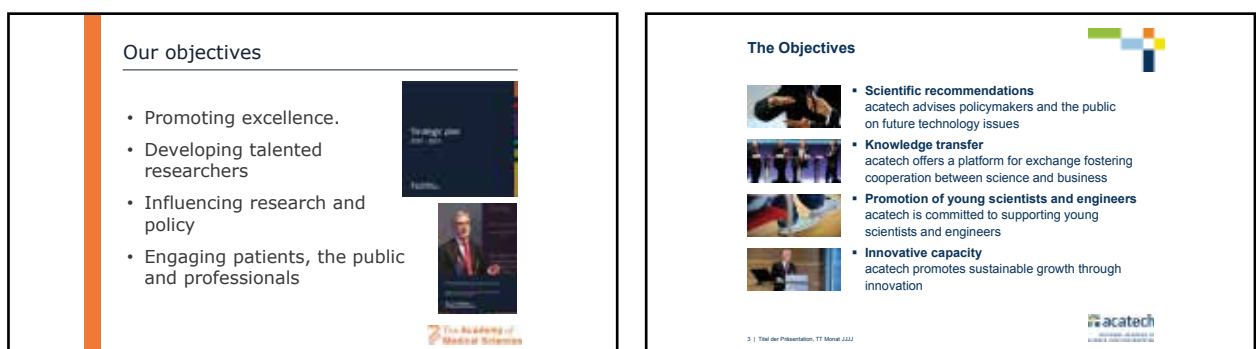 Our objectives
• Promoting excellence.
• Developing talented
researchers
• Influencing research and
policy
• Engaging patients, the public
and professionals
Strategic plan
The Academy of
Medical Sciences
The Objectives
▪ Scientific recommendations
acatech advises policymakers and the public
on future technology issues
▪ Knowledge transfer
acatech offers a platform for exchange fostering
cooperation between science and business
▪ Promotion of young scientists and engineers
acatech is committed to supporting young
scientists and engineers
▪ Innovative capacity
acatech promotes sustainable growth through
innovation
acatech
3 | Titel der Präsentation, TT Monat JJJJ